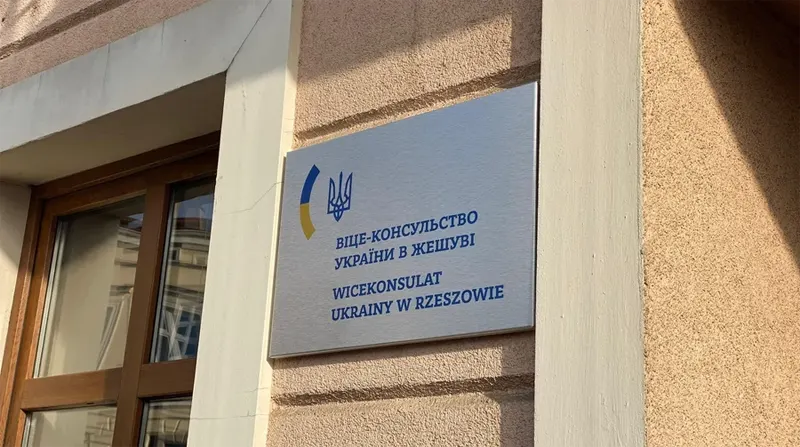 ВІЦЕ-КОНСУЛЬСТВО
УКРАЇНИ В ЖЕШУВІ
WICEKONSULAT
UKRAINY W RZESZOWIE